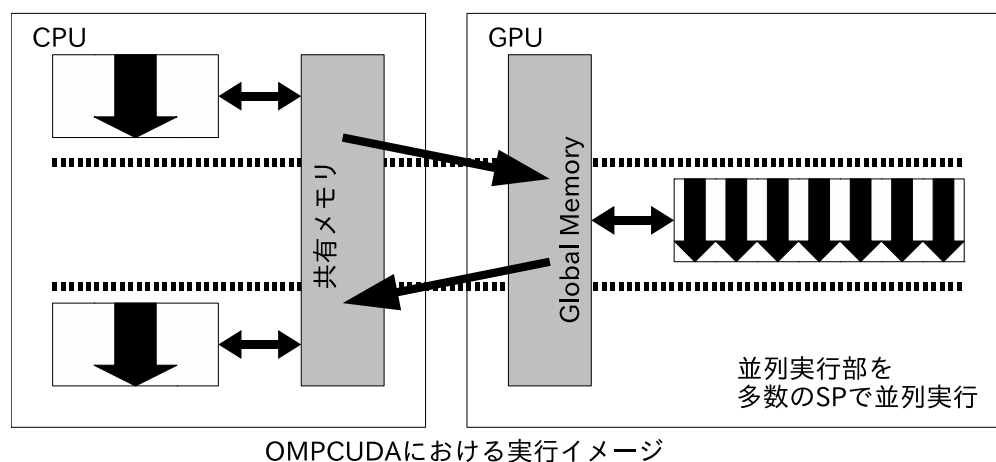 CPU
GPU
共有メモリ
Global Memory
並列実行部を
多数のSPで並列実行
OMPCUDAにおける実行イメージ